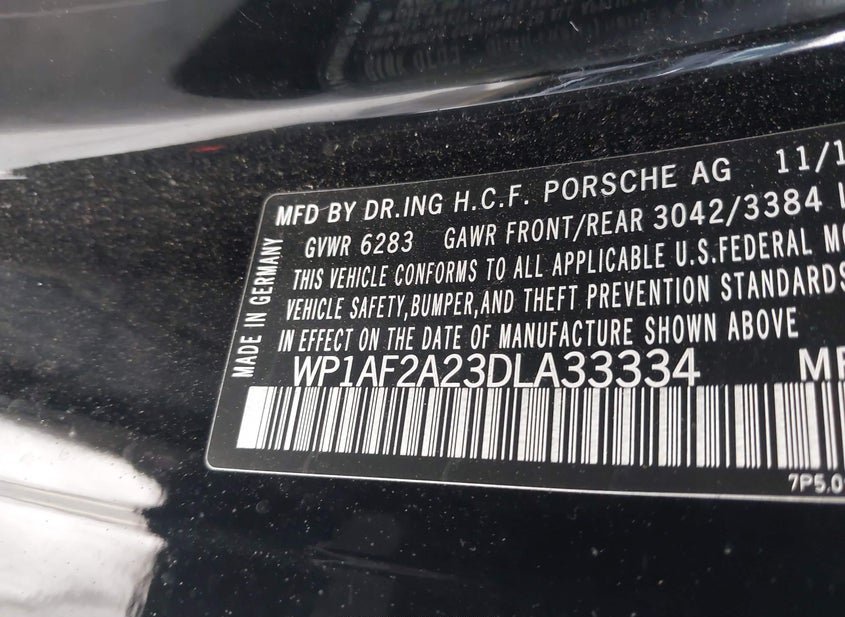 MFD BY DR.ING H.C.F. PORSCHE AG 11/1
GVWR 6283 GAWR FRONT/REAR 3042/3384
THIS VEHICLE CONFORMS TO ALL APPLICABLE U.S.FEDERAL
VEHICLE SAFETY,BUMPER,AND THEFT PREVENTION STANDARDS
IN EFFECT ON THE DATE OF MANUFACTURE SHOWN ABOVE
MADE IN GERMANY
WP1AF2A23DLA33334
7P5.0